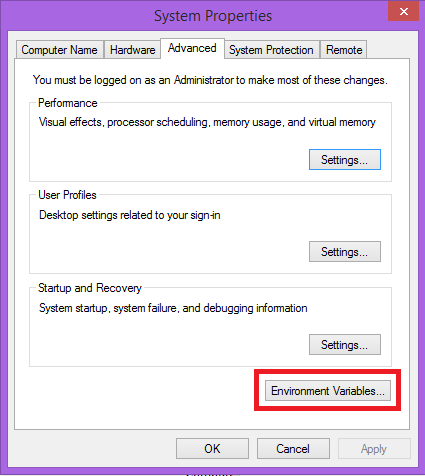 System Properties
Computer Name Hardware Advanced System Protection Remote
You must be logged on as an Administrator to make most of these changes.
Performance
Visual effects, processor scheduling, memory usage, and virtual memory
Settings...
User Profiles
Desktop settings related to your sign-in
Settings...
Startup and Recovery
System startup, system failure, and debugging information
Settings...
Environment Variables...
OK Cancel Apply